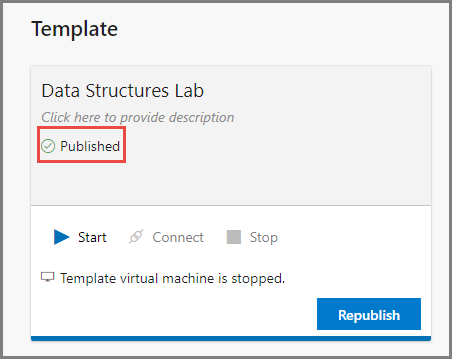 Template
Data Structures Lab
Click here to provide description
Published
Start Connect Stop
Template virtual machine is stopped.
Republish